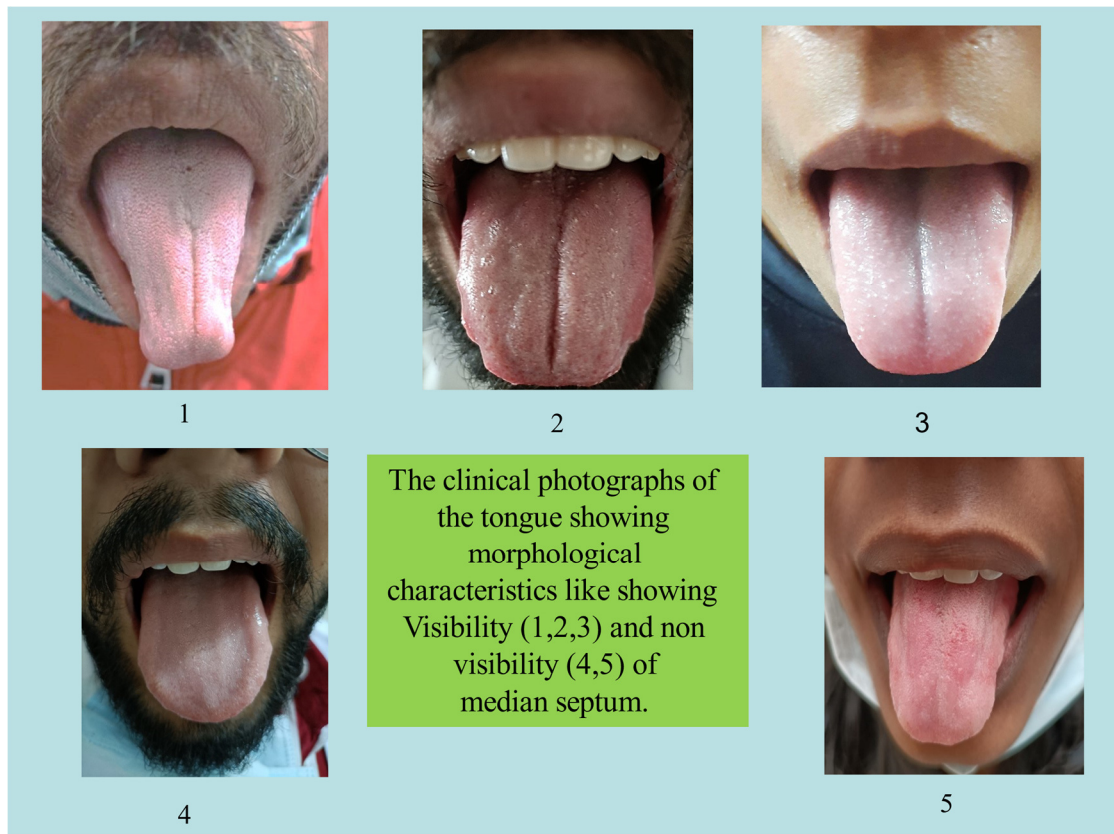 1
2
3
The clinical photographs of
the tongue showing
morphological
characteristics like showing
Visibility (1,2,3) and non
visibility (4,5) of
median septum.
4
5